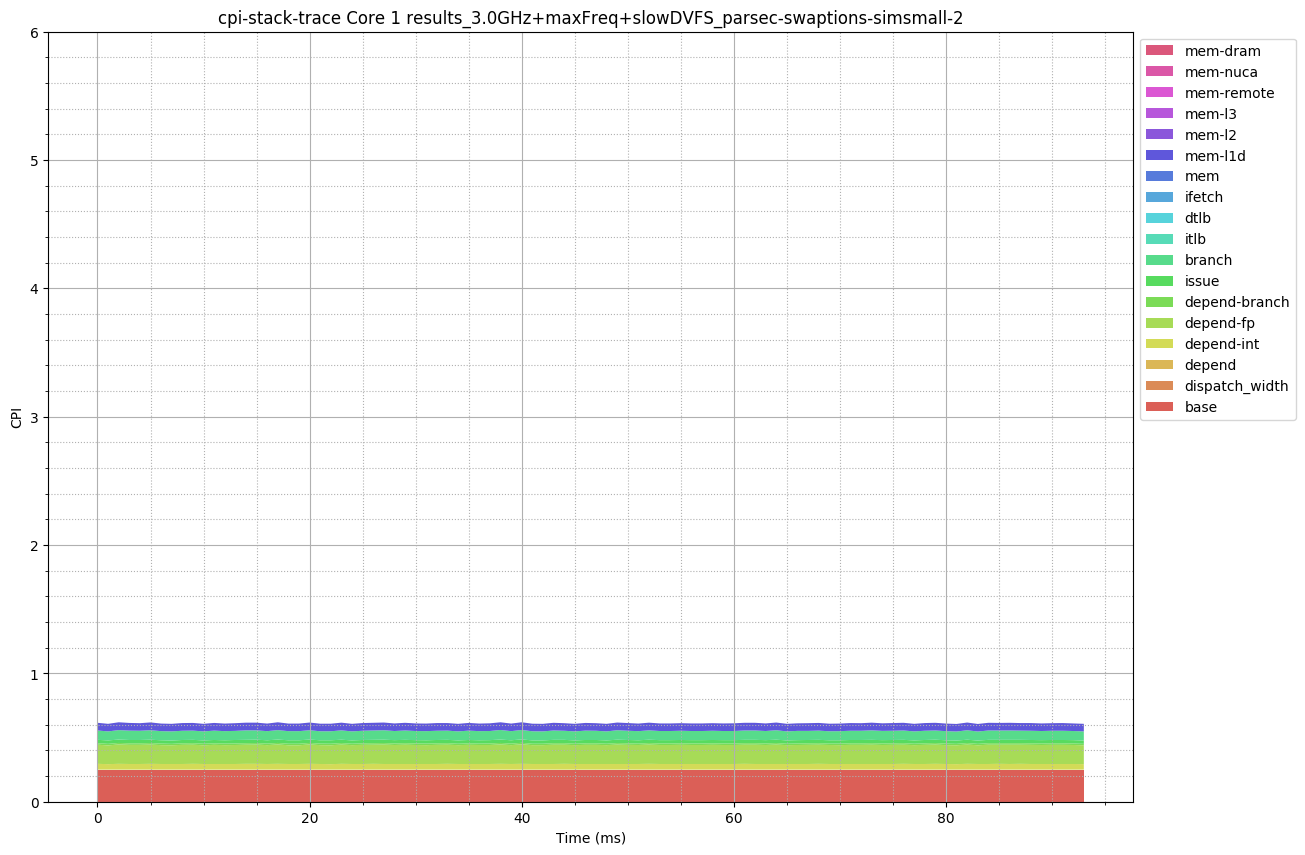 cpi-stack-trace Core 1 results_3.0GHz+maxFreq+slowDVFS_parsec-swaptions-simsmall-2
6
5
4
3
2
1
0
CPI
0 20 40 60 80
Time (ms)
mem-dram
mem-nuca
mem-remote
mem-l3
mem-l2
mem-l1d
mem
ifetch
dtlb
itlb
branch
issue
depend-branch
depend-fp
depend-int
depend
dispatch_width
base